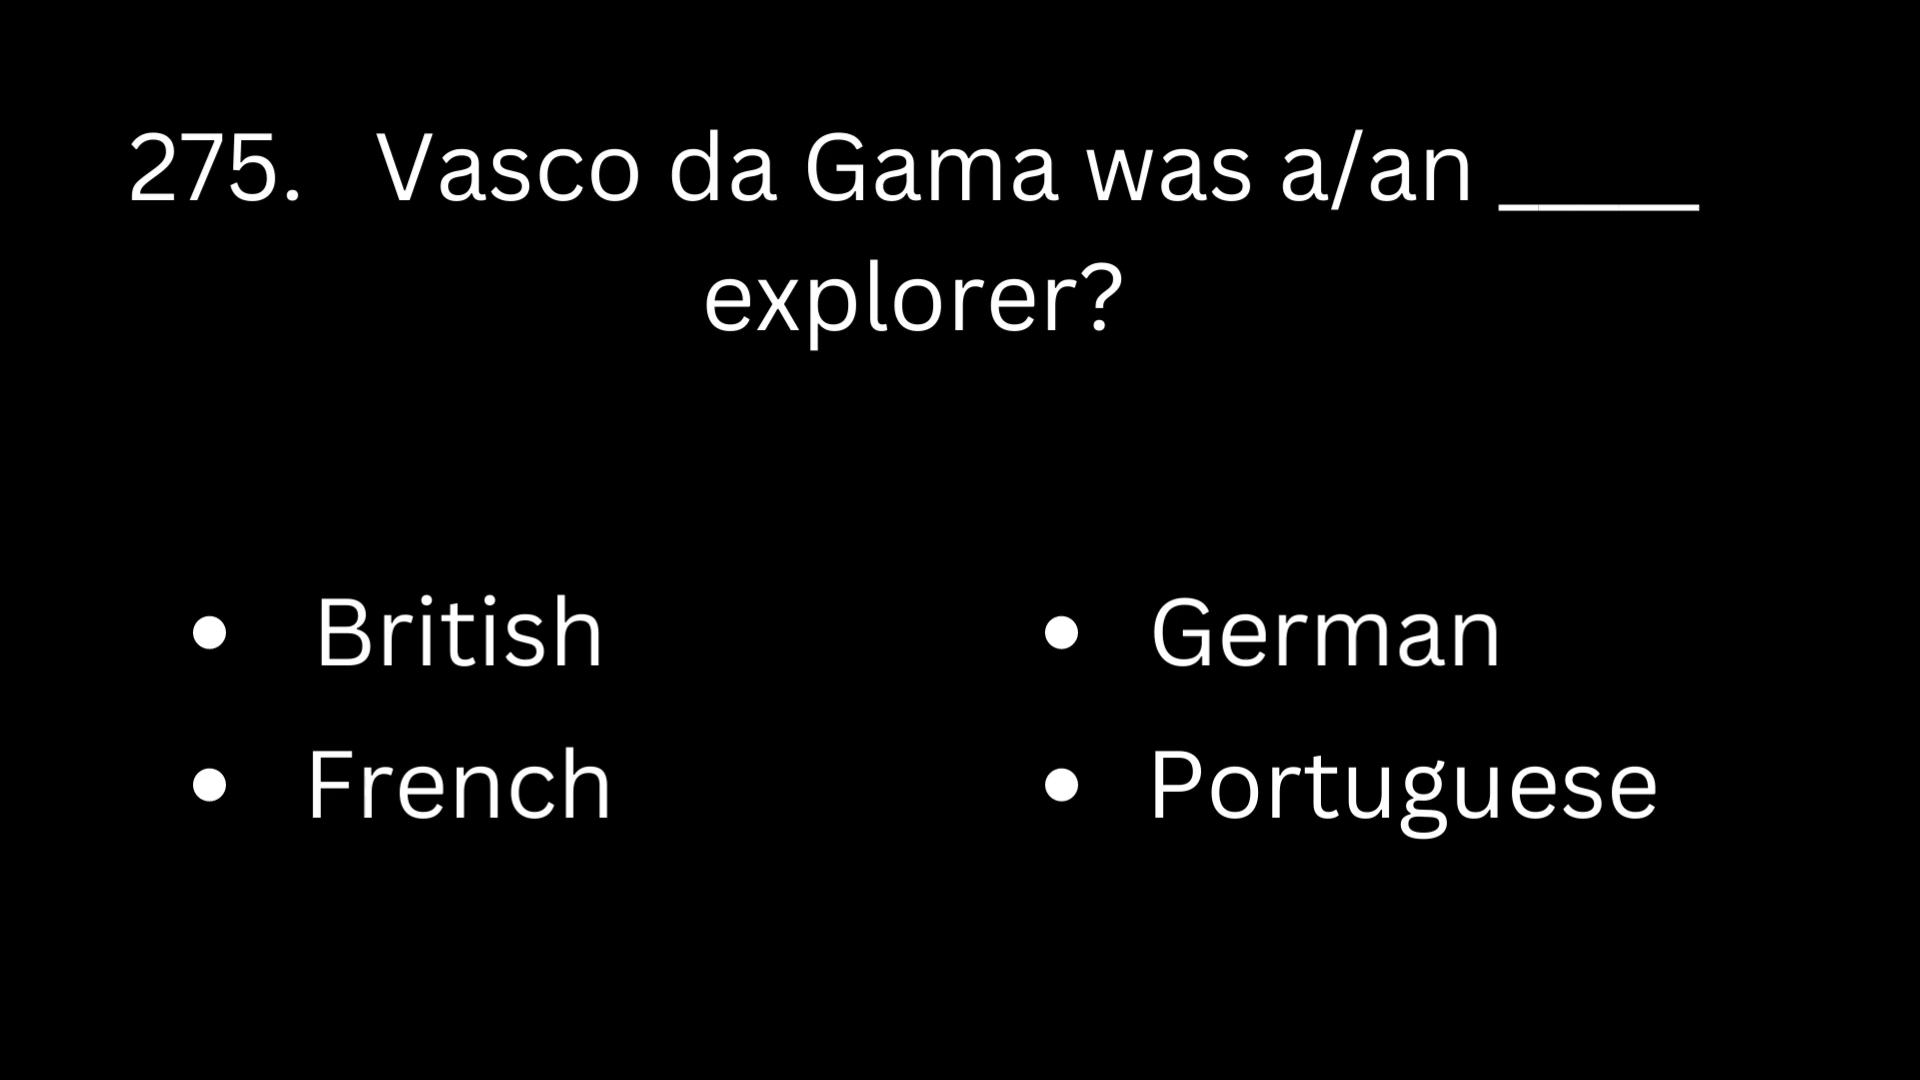 275. Vasco da Gama was a/an _____
explorer?
• British
• French
• German
• Portuguese